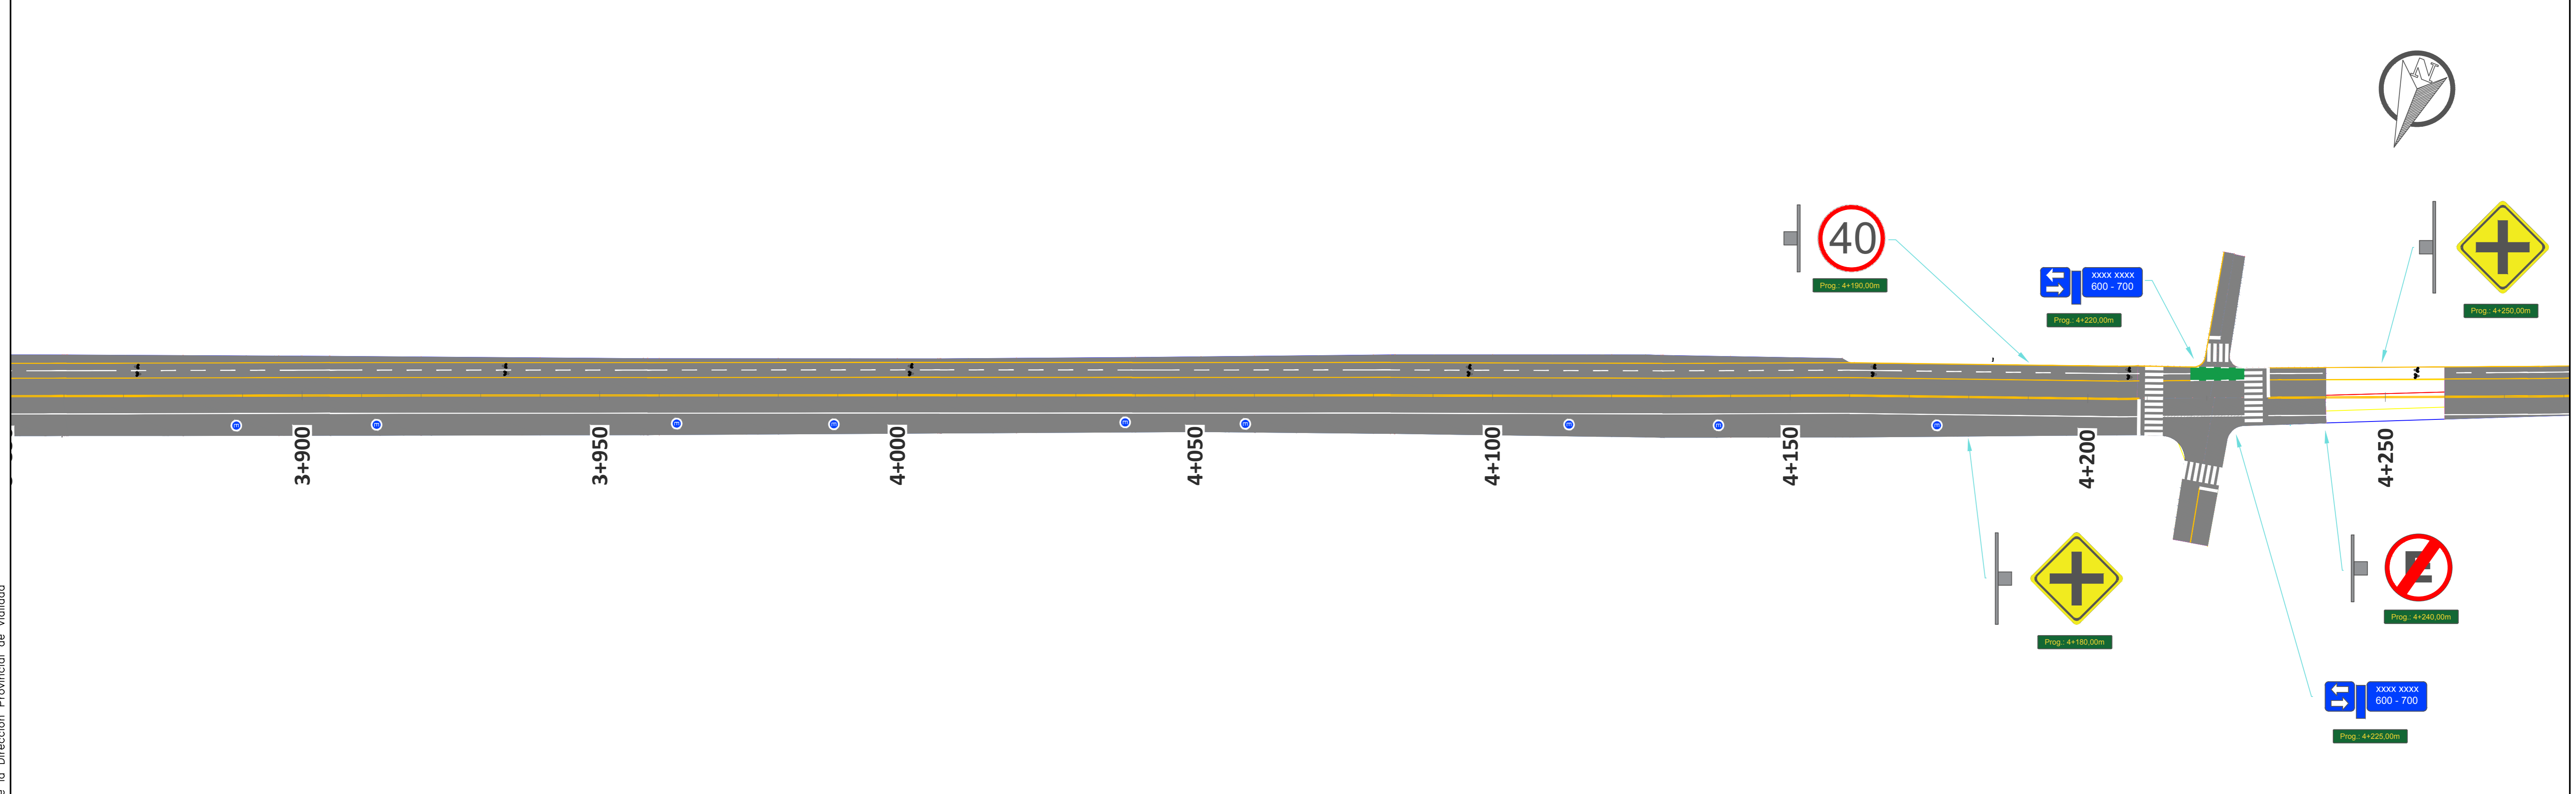 N
40
Prog.: 4+190,00m
xxxx xxxx
600 - 700
Prog.: 4+220,00m
Prog.: 4+250,00m
3+900
3+950
4+000
4+050
4+100
4+150
4+200
4+250
E
Prog.: 4+240,00m
Prog.: 4+180,00m
xxxx xxxx
600 - 700
Prog.: 4+225,00m
la Dirección Provincial de Vialidad